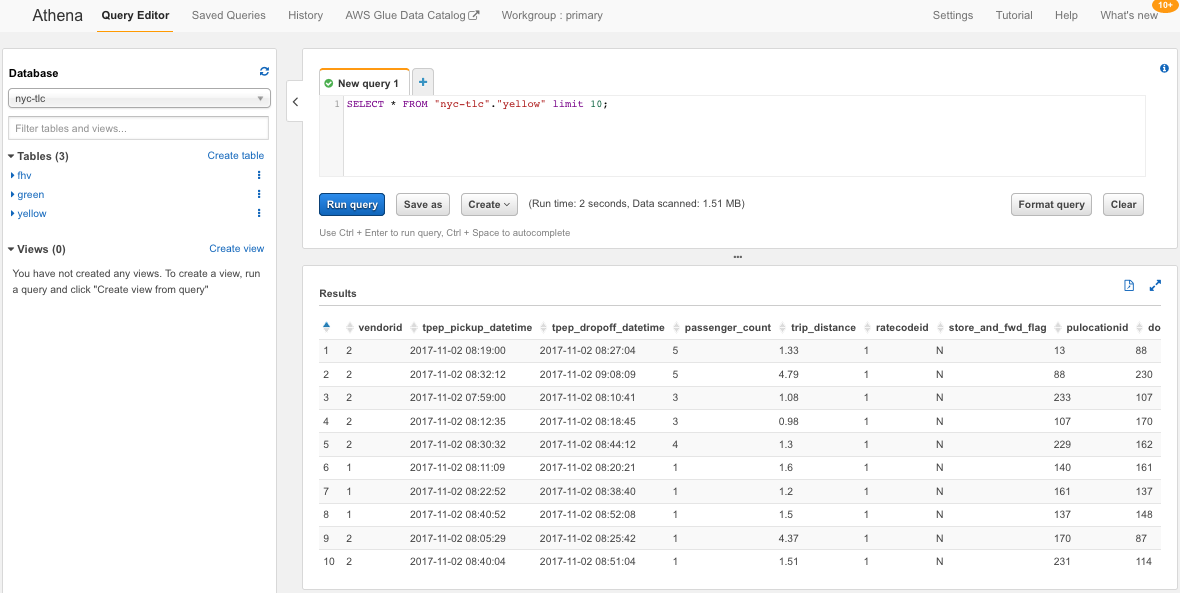 Athena Query Editor Saved Queries History AWS Glue Data Catalog Workgroup : primary Settings Tutorial Help What's new 10+
Database
nyc-tlc
Filter tables and views...
Tables (3) Create table
fhv
green
yellow
Views (0) Create view
You have not created any views. To create a view, run
a query and click "Create view from query"
New query 1 +
1 SELECT * FROM "nyc-tlc"."yellow" limit 10;
Run query Save as Create (Run time: 2 seconds, Data scanned: 1.51 MB) Format query Clear
Use Ctrl + Enter to run query, Ctrl + Space to autocomplete
Results
vendorid tpep_pickup_datetime tpep_dropoff_datetime passenger_count trip_distance ratecodeid store_and_fwd_flag pulocationid do
1 2 2017-11-02 08:19:00 2017-11-02 08:27:04 5 1.33 1 N 13 88
2 2 2017-11-02 08:32:12 2017-11-02 09:08:09 5 4.79 1 N 88 230
3 2 2017-11-02 07:59:00 2017-11-02 08:10:41 3 1.08 1 N 233 107
4 2 2017-11-02 08:12:35 2017-11-02 08:18:45 3 0.98 1 N 107 170
5 2 2017-11-02 08:30:32 2017-11-02 08:44:12 4 1.3 1 N 229 162
6 1 2017-11-02 08:11:09 2017-11-02 08:20:21 1 1.6 1 N 140 161
7 1 2017-11-02 08:22:52 2017-11-02 08:38:40 1 1.2 1 N 161 137
8 1 2017-11-02 08:40:52 2017-11-02 08:52:08 1 1.5 1 N 137 148
9 2 2017-11-02 08:05:29 2017-11-02 08:25:42 1 4.37 1 N 170 87
10 2 2017-11-02 08:40:04 2017-11-02 08:51:04 1 1.51 1 N 231 114